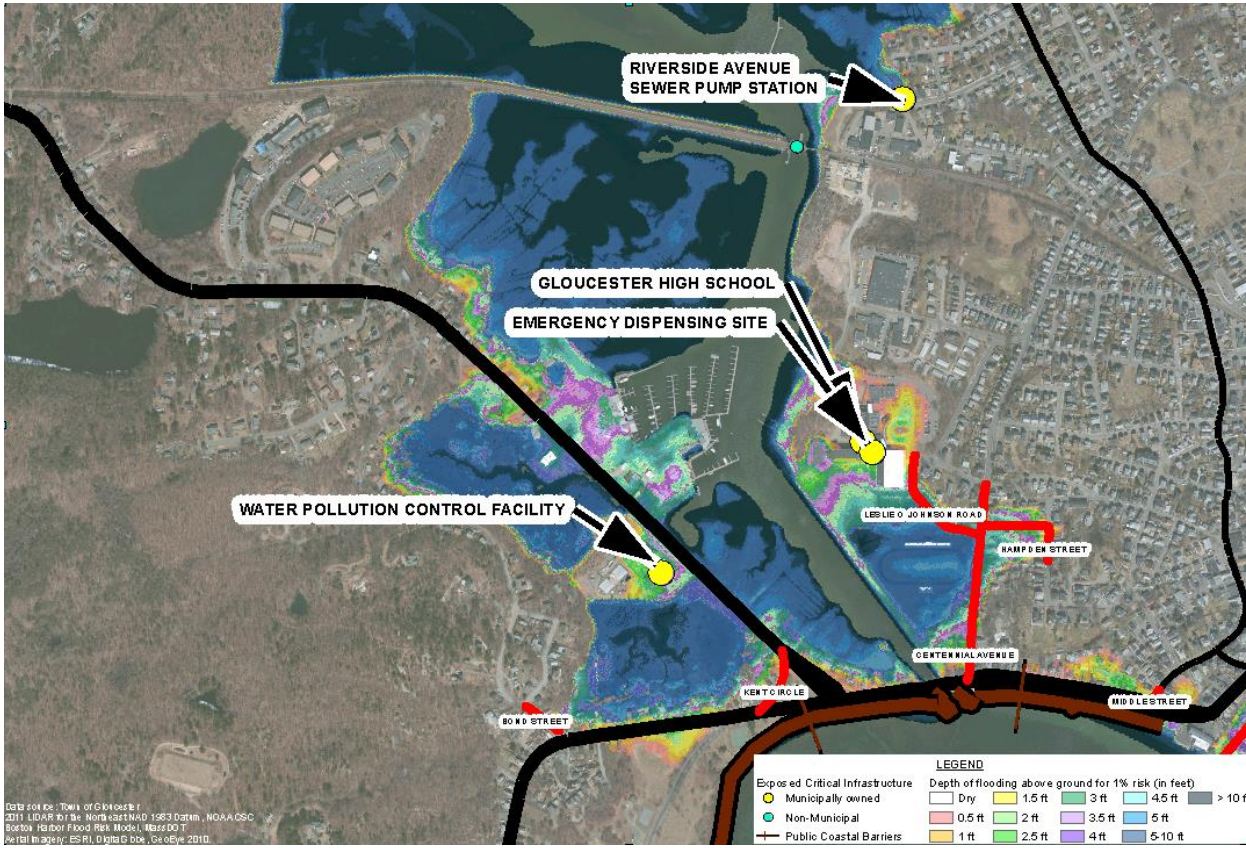 RIVERSIDE AVENUE
SEWER PUMP STATION
GLOUCESTER HIGH SCHOOL
EMERGENCY DISPENSING SITE
WATER POLLUTION CONTROL FACILITY
LESLIE O JOHNSON ROAD
HAMPDEN STREET
CENTENNIAL AVENUE
KENT CIRCLE
MIDDLE STREET
BOND STREET
LEGEND
Exposed Critical Infrastructure
Municipally owned
Non-Municipal
Public Coastal Barriers
Depth of flooding above ground for 1% risk (in feet)
Dry 1.5 ft 3 ft 4.5 ft > 10 ft
0.5 ft 2 ft 3.5 ft 5 ft
1 ft 2.5 ft 4 ft 5-10 ft
Data source: Town of Gloucester
2011 LIDAR for the Northeast NAD 1983 Datum, NOAA CSC
Boston Harbor Flood Risk Model, MassDOT
Aerial Imagery: ESRI, DigitalGlobe, GeoEye 2010.